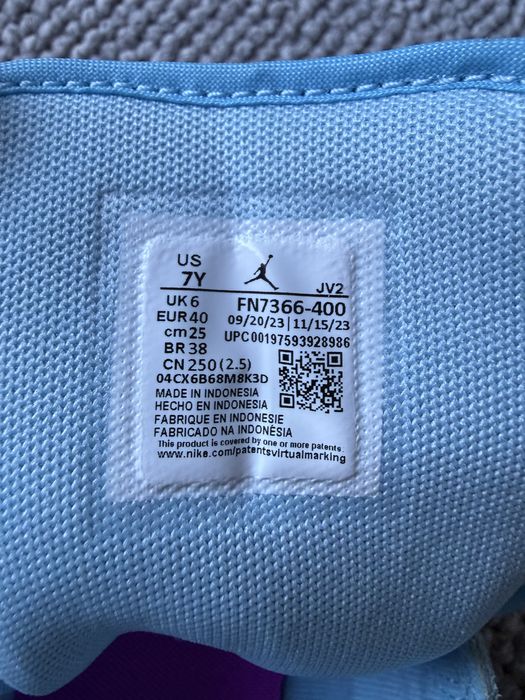 US
7Y
JV2
UK 6
FN7366-400
EUR 40
09/20/23 | 11/15/23
cm 25
UPC 00197593928986
BR 38
CN 250 (2.5)
04CX6B68M8K3D
MADE IN INDONESIA
HECHO EN INDONESIA
FABRIQUE EN INDONESIE
FABRICADO NA INDONÉSIA
This product is covered by one or more patents.
www.nike.com/patentsvirtualmarking